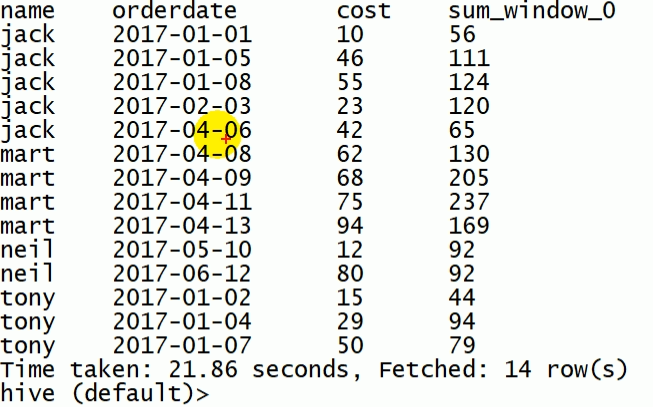 name orderdate cost sum_window_0
jack 2017-01-01 10 56
jack 2017-01-05 46 111
jack 2017-01-08 55 124
jack 2017-02-03 23 120
jack 2017-04-06 42 65
mart 2017-04-08 62 130
mart 2017-04-09 68 205
mart 2017-04-11 75 237
mart 2017-04-13 94 169
neil 2017-05-10 12 92
neil 2017-06-12 80 92
tony 2017-01-02 15 44
tony 2017-01-04 29 94
tony 2017-01-07 50 79
Time taken: 21.86 seconds, Fetched: 14 row(s)
hive (default)>